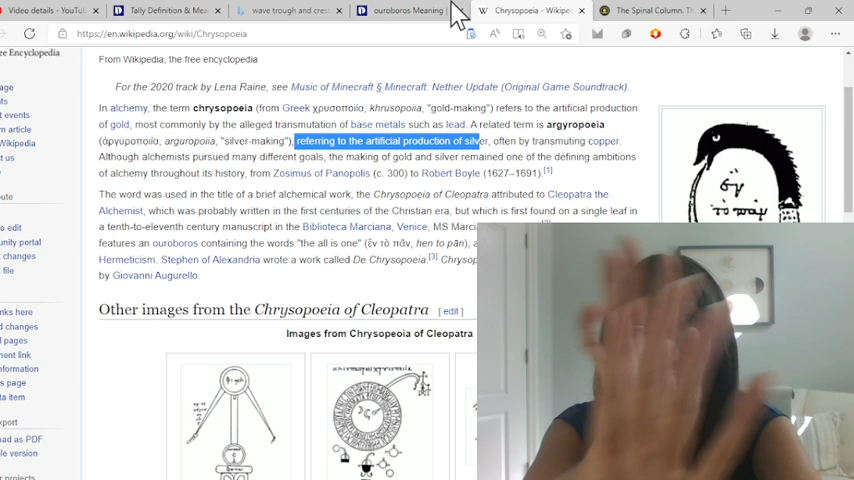 Video details - YouTub
Tally Definition & Mea
wave trough and cres
ouroboros Meaning |
Chrysopoeia - Wikipe
The Spinal Column. Th
https://en.wikipedia.org/wiki/Chrysopoeia
ree Encyclopedia
From Wikipedia, the free encyclopedia
For the 2020 track by Lena Raine, see Music of Minecraft § Minecraft: Nether Update (Original Game Soundtrack).
In alchemy, the term chrysopoeia (from Greek χρυσοποιία, khrusopoiia, "gold-making") refers to the artificial production
of gold, most commonly by the alleged transmutation of base metals such as lead. A related term is argyropoeia
(ἀργυροποιία, arguropoiia, "silver-making"), referring to the artificial production of silver, often by transmuting copper.
Although alchemists pursued many different goals, the making of gold and silver remained one of the defining ambitions
of alchemy throughout its history, from Zosimus of Panopolis (c. 300) to Robert Boyle (1627–1691).[1]
The word was used in the title of a brief alchemical work, the Chrysopoeia of Cleopatra attributed to Cleopatra the
Alchemist, which was probably written in the first centuries of the Christian era, but which is first found on a single leaf in
a tenth-to-eleventh century manuscript in the Biblioteca Marciana, Venice, MS Marci
features an ouroboros containing the words "the all is one" (ἕν τὸ πᾶν, hen to pān), a
Hermeticism. Stephen of Alexandria wrote a work called De Chrysopoeia.[3] Chrysop
by Giovanni Augurello.
Other images from the Chrysopoeia of Cleopatra [ edit ]
Images from Chrysopeoia of Cleopatra
age
nts
t events
m article
Wikipedia
t us
e
ute
o edit
unity portal
t changes
file
inks here
d changes
l pages
anent link
nformation
s page
ata item
oad as PDF
ble version
r projects